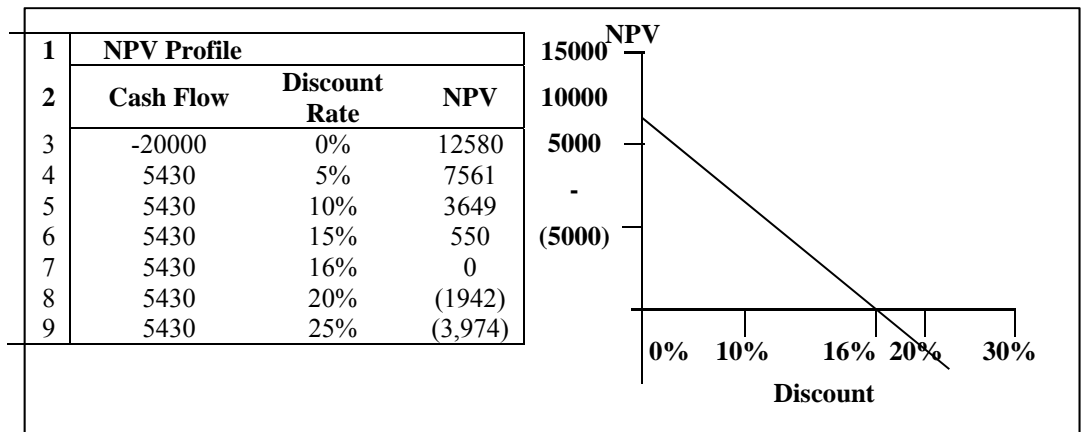 1 NPV Profile
2 Cash Flow Discount Rate NPV
3 -20000 0% 12580
4 5430 5% 7561
5 5430 10% 3649
6 5430 15% 550
7 5430 16% 0
8 5430 20% (1942)
9 5430 25% (3,974)
NPV
15000
10000
5000
-
(5000)
0% 10% 16% 20% 30%
Discount